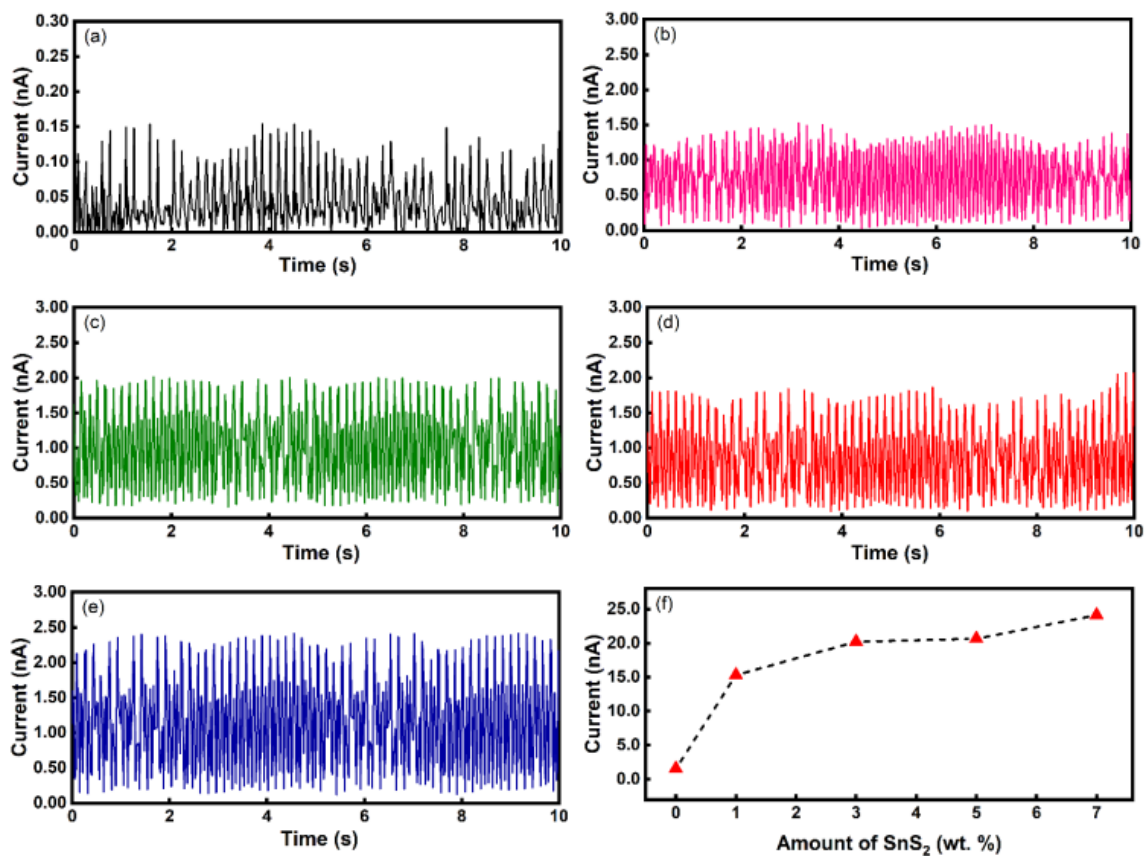 (a)
0.30
0.25
0.20
0.15
0.10
0.05
0.00
Current (nA)
0 2 4 6 8 10
Time (s)
(b)
3.00
2.50
2.00
1.50
1.00
0.50
0.00
Current (nA)
0 2 4 6 8 10
Time (s)
(c)
3.00
2.50
2.00
1.50
1.00
0.50
0.00
Current (nA)
0 2 4 6 8 10
Time (s)
(d)
3.00
2.50
2.00
1.50
1.00
0.50
0.00
Current (nA)
0 2 4 6 8 10
Time (s)
(e)
3.00
2.50
2.00
1.50
1.00
0.50
0.00
Current (nA)
0 2 4 6 8 10
Time (s)
(f)
25.0
20.0
15.0
10.0
5.0
0.0
Current (nA)
0 1 2 3 4 5 6 7
Amount of SnS₂ (wt. %)